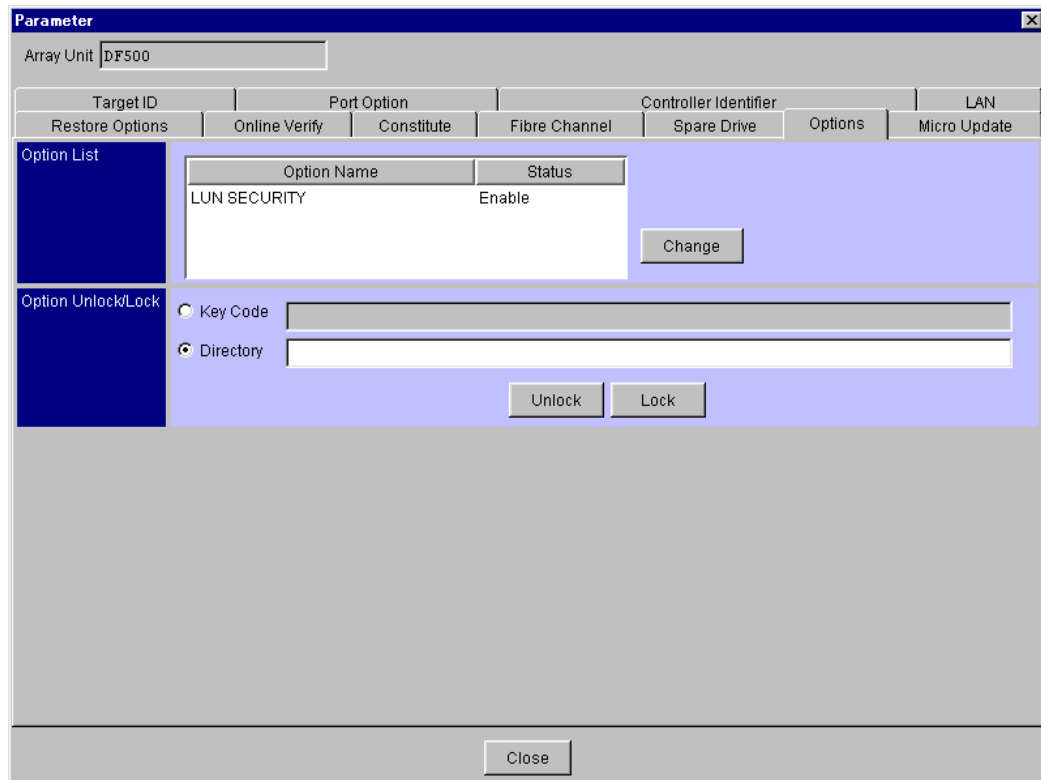 Parameter
Array Unit DF500
Target ID Port Option Controller Identifier LAN
Restore Options Online Verify Constitute Fibre Channel Spare Drive Options Micro Update
Option List
Option Name Status
LUN SECURITY Enable
Change
Option Unlock/Lock
Key Code
Directory
Unlock Lock
Close